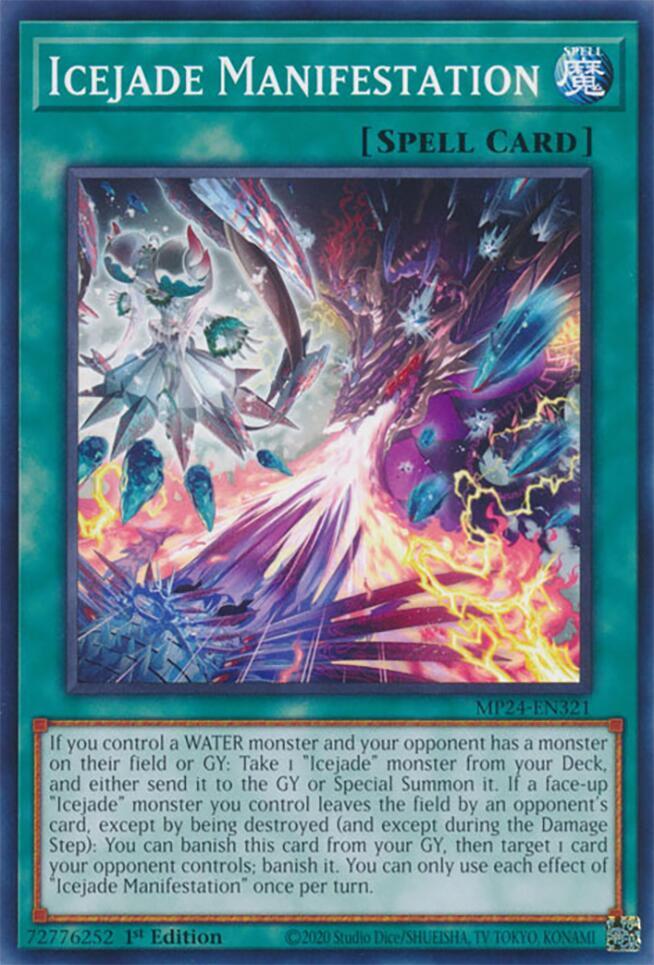 Icejade Manifestation
SPELL
魔
[Spell Card]
MP24-EN321
If you control a WATER monster and your opponent has a monster
on their field or GY: Take 1 "Icejade" monster from your Deck,
and either send it to the GY or Special Summon it. If a face-up
"Icejade" monster you control leaves the field by an opponent's
card, except by being destroyed (and except during the Damage
Step): You can banish this card from your GY, then target 1 card
your opponent controls; banish it. You can only use each effect of
"Icejade Manifestation" once per turn.
72776252 1st Edition ©2020 Studio Dice/SHUEISHA, TV TOKYO, KONAMI